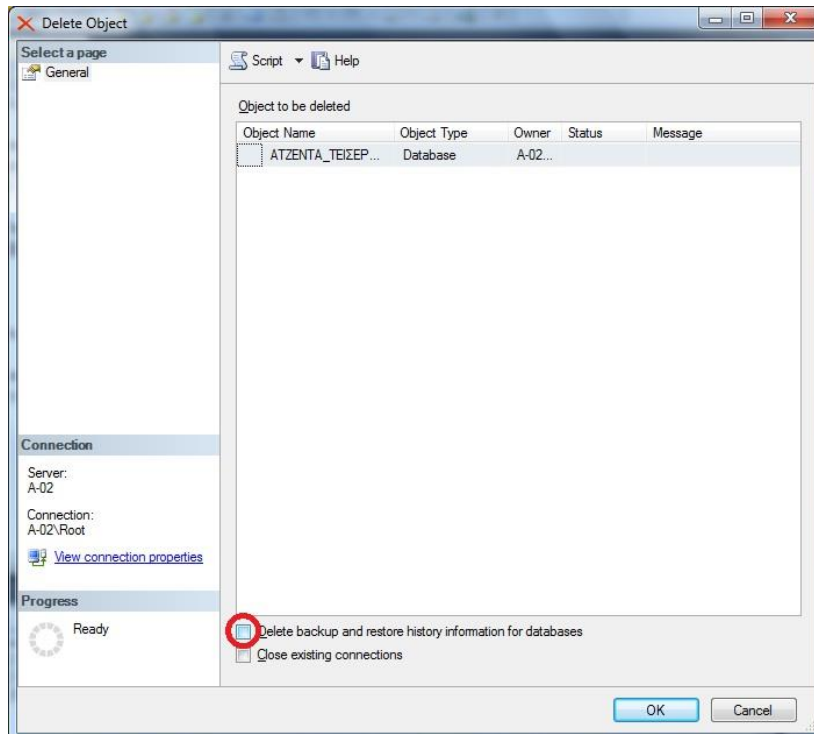 Delete Object
Select a page
General
Script Help
Object to be deleted
Object Name Object Type Owner Status Message
ΑΤΖΕΝΤΑ_ΤΕΙΣΕΡ... Database A-02...
Connection
Server:
A-02
Connection:
A-02\Root
View connection properties
Progress
Ready
Delete backup and restore history information for databases
Close existing connections
OK Cancel